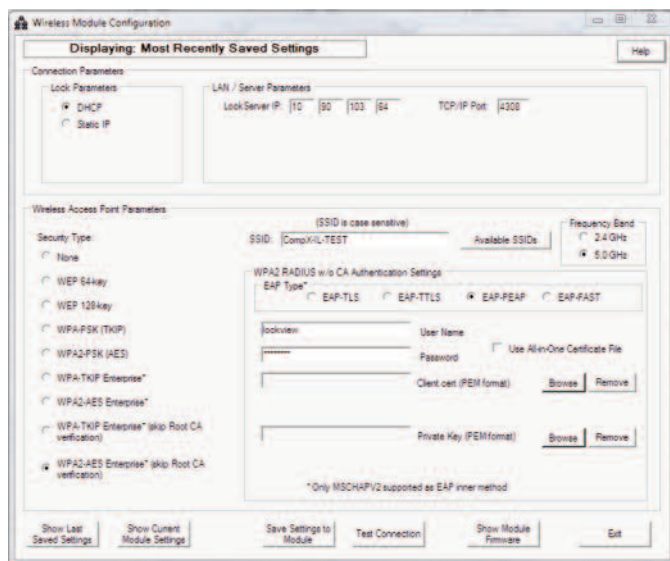 Wireless Module Configuration
Displaying: Most Recently Saved Settings
Help
Connection Parameters
Lock Parameters
DHCP
Static IP
LAN / Server Parameters
LockServer IP: 10 60 103 64 TCP/IP Port: 4308
Wireless Access Point Parameters
Security Type:
None
WEP 64-key
WEP 128-key
WPA-PSK (TKIP)
WPA2-PSK (AES)
WPA-TKIP Enterprise*
WPA2-AES Enterprise*
WPA-TKIP Enterprise* (skip Root CA
verification)
WPA2-AES Enterprise* (skip Root CA
verification)
(SSID is case sensitive)
SSID: CompX-IL-TEST Available SSIDs
Frequency Band
2.4 GHz
5.0 GHz
WPA2 RADIUS w/o CA Authentication Settings
EAP Type*
EAP-TLS EAP-TTLS EAP-PEAP EAP-FAST
lockview User Name
******** Password
Use All-in-One Certificate File
Client cert (PEM format) Browse Remove
Private Key (PEM format) Browse Remove
*Only MSCHAPV2 supported as EAP inner method
Show Last
Saved Settings
Show Current
Module Settings
Save Settings to
Module
Test Connection
Show Module
Firmware
Exit